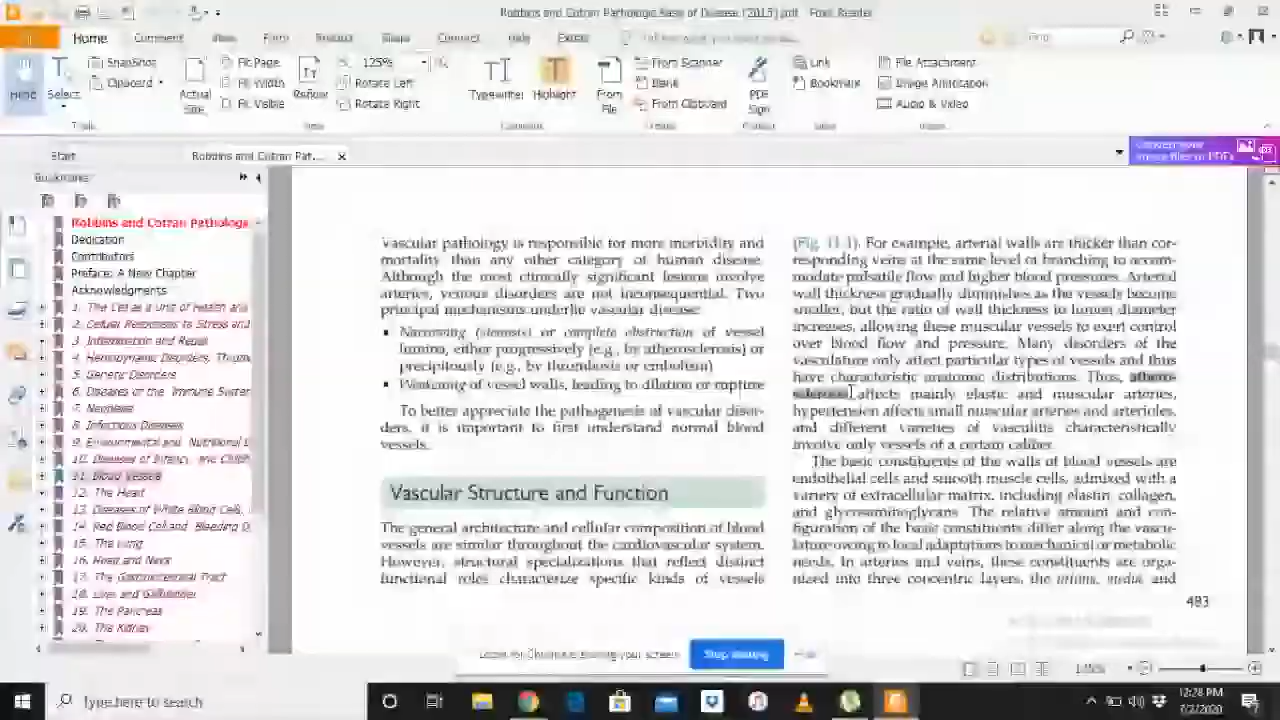 Robbins and Cotran Pathologic Basis of Disease (2015).pdf - Foxit Reader
Home Comment View Form Protect Share Connect Help Extras Find
SnapShot
Clipboard
Hand
Select
Actual Size
Fit Page
Fit Width
Fit Visible
Reflow
125%
Rotate Left
Rotate Right
Typewriter
Highlight
From File
From Scanner
Blank
From Clipboard
PDF Sign
Link
Bookmark
File Attachment
Image Annotation
Audio & Video
Start
Robbins and Cotran Pat...
Bookmarks
Robbins and Cotran Pathologic
Dedication
Contributors
Preface: A New Chapter
Acknowledgments
1. The Cell as a Unit of Health and
2. Cellular Responses to Stress and
3. Inflammation and Repair
4. Hemodynamic Disorders, Thrombo
5. Genetic Disorders
6. Diseases of the Immune System
7. Neoplasia
8. Infectious Diseases
9. Environmental and Nutritional D
10. Diseases of Infancy and Childh
11. Blood Vessels
12. The Heart
13. Diseases of White Blood Cells,
14. Red Blood Cell and Bleeding D
15. The Lung
16. Head and Neck
17. The Gastrointestinal Tract
18. Liver and Gallbladder
19. The Pancreas
20. The Kidney
Vascular pathology is responsible for more morbidity and
mortality than any other category of human disease.
Although the most clinically significant lesions involve
arteries, venous disorders are not inconsequential. Two
principal mechanisms underlie vascular disease:
▪ Narrowing (stenosis) or complete obstruction of vessel
lumina, either progressively (e.g., by atherosclerosis) or
precipitously (e.g., by thrombosis or embolism)
▪ Weakening of vessel walls, leading to dilation or rupture
To better appreciate the pathogenesis of vascular disor-
ders, it is important to first understand normal blood
vessels.
Vascular Structure and Function
The general architecture and cellular composition of blood
vessels are similar throughout the cardiovascular system.
However, structural specializations that reflect distinct
functional roles characterize specific kinds of vessels
(Fig. 11-1). For example, arterial walls are thicker than cor-
responding veins at the same level of branching to accom-
modate pulsatile flow and higher blood pressures. Arterial
wall thickness gradually diminishes as the vessels become
smaller, but the ratio of wall thickness to lumen diameter
increases, allowing these muscular vessels to exert control
over blood flow and pressure. Many disorders of the
vasculature only affect particular types of vessels and thus
have characteristic anatomic distributions. Thus, athero-
sclerosis affects mainly elastic and muscular arteries,
hypertension affects small muscular arteries and arterioles,
and different varieties of vasculitis characteristically
involve only vessels of a certain caliber.
The basic constituents of the walls of blood vessels are
endothelial cells and smooth muscle cells, admixed with a
variety of extracellular matrix, including elastin, collagen,
and glycosaminoglycans. The relative amount and con-
figuration of the basic constituents differ along the vascu-
lature owing to local adaptations to mechanical or metabolic
needs. In arteries and veins, these constituents are orga-
nized into three concentric layers, the intima, media, and
483
Stop sharing
Type here to search
12:28 PM
7/2/2020